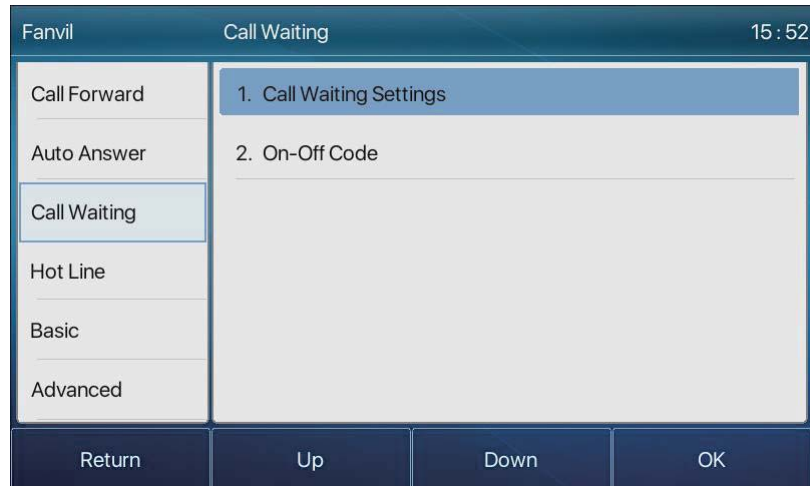 Fanvil Call Waiting 15:52
Call Forward
Auto Answer
Call Waiting
Hot Line
Basic
Advanced
1. Call Waiting Settings
2. On-Off Code
Return Up Down OK